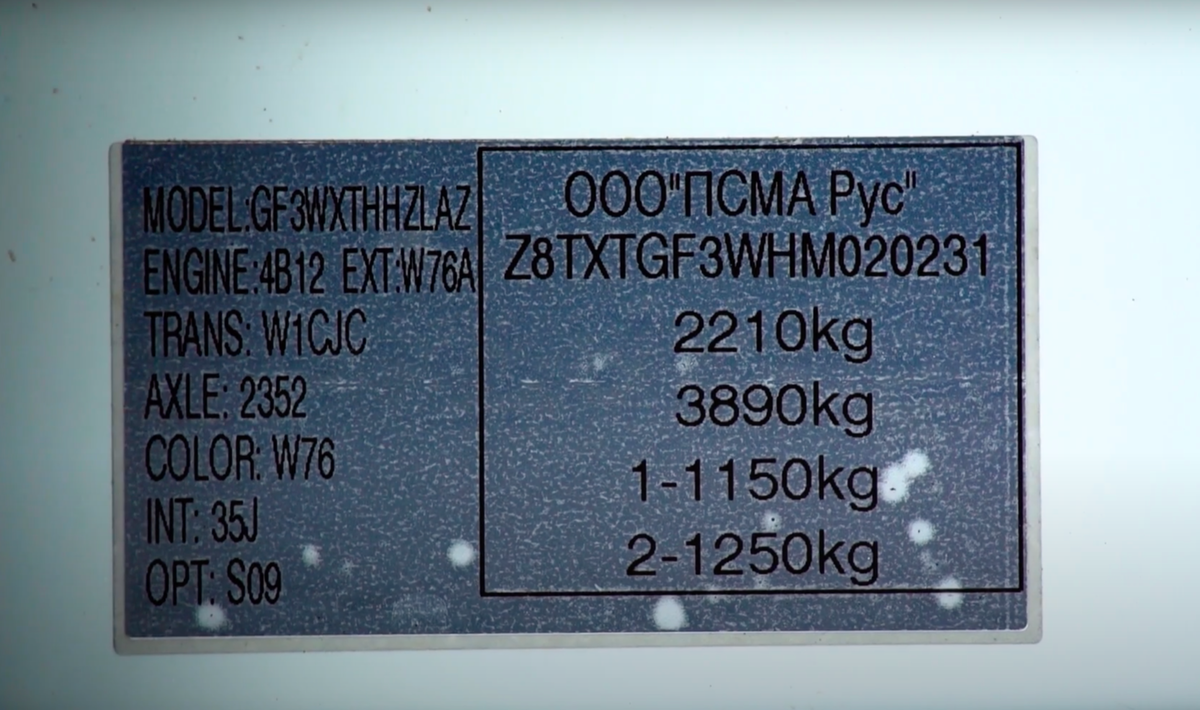 MODEL:GF3WXTHHZLAZ
ENGINE:4B12 EXT:W76A
TRANS: W1CJC
AXLE: 2352
COLOR: W76
INT: 35J
OPT: S09
ООО"ПСМА Рус"
Z8TXTGF3WHM020231
2210kg
3890kg
1-1150kg
2-1250kg